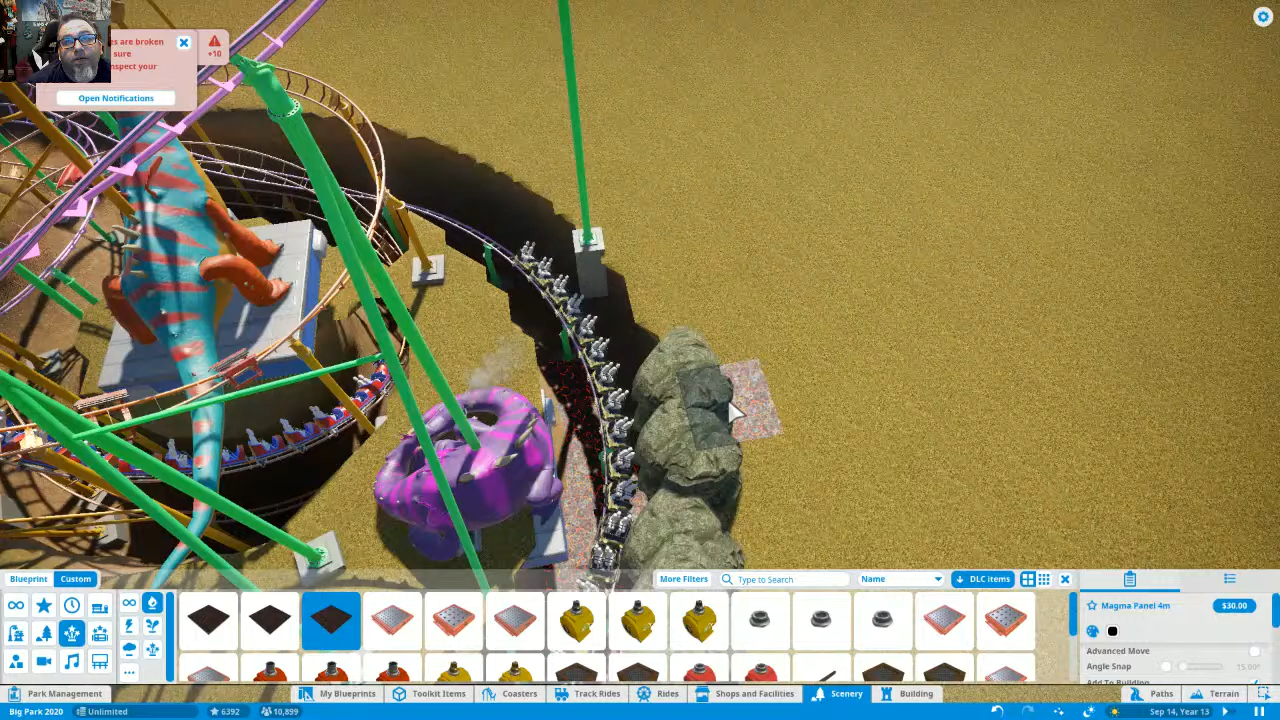 es are broken
sure
nspect your
+10
Open Notifications
Blueprint
Custom
More Filters
Type to Search
Name
DLC items
Magma Panel 4m
$30.00
Advanced Move
Angle Snap
15.00°
Park Management
My Blueprints
Toolkit Items
Coasters
Track Rides
Rides
Shops and Facilities
Scenery
Building
Paths
Terrain
Big Park 2020
Unlimited
6392
10,899
Sep 14, Year 13